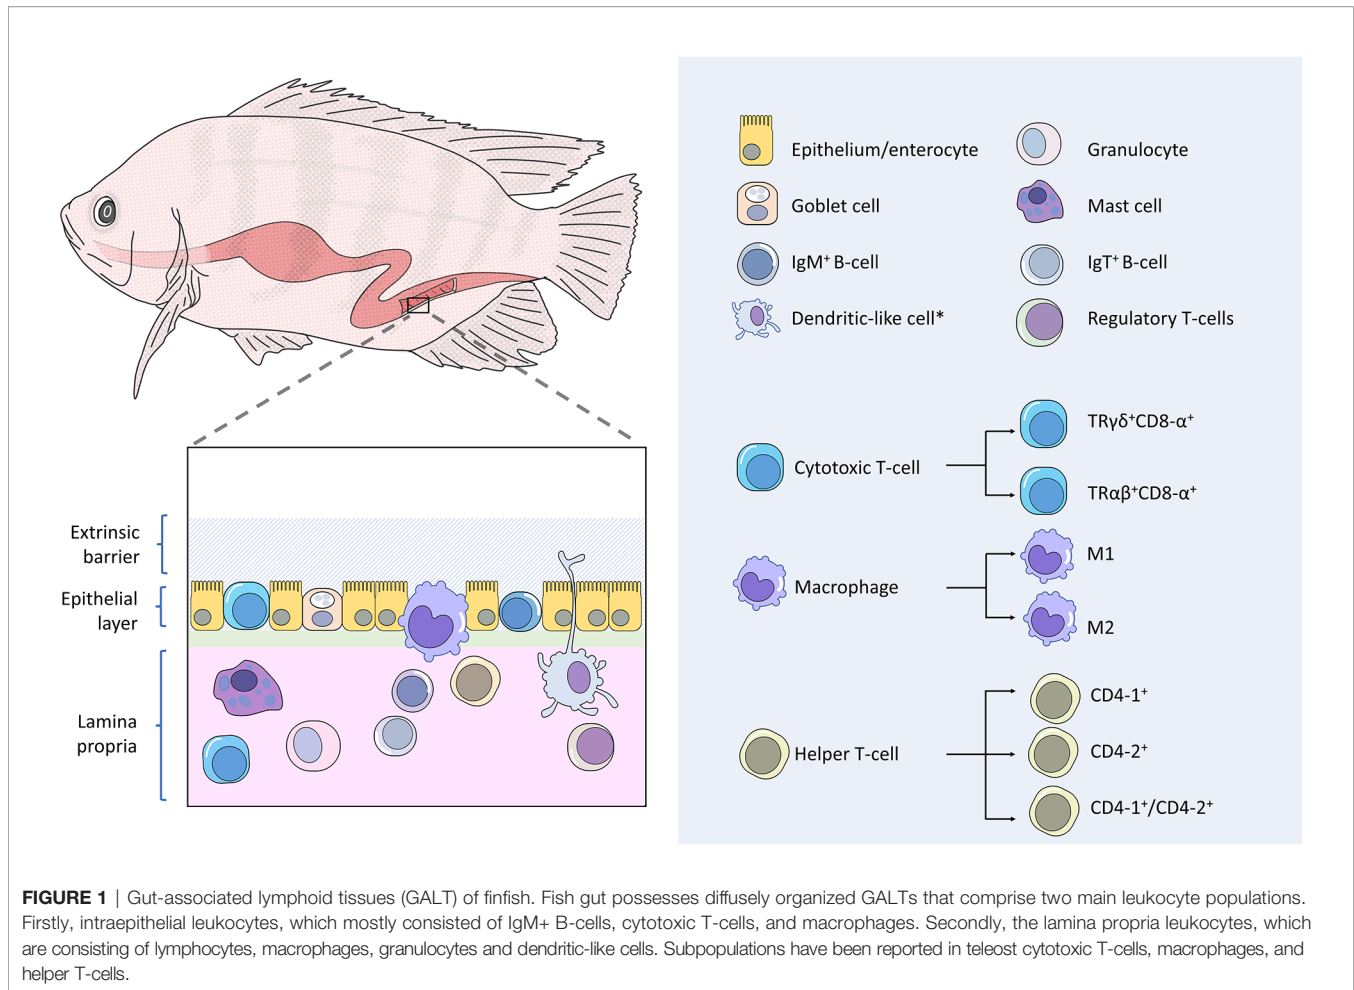 Epithelium/enterocyte
Granulocyte
Goblet cell
Mast cell
IgM⁺ B-cell
IgT⁺ B-cell
Dendritic-like cell*
Regulatory T-cells
Cytotoxic T-cell
TRγδ⁺CD8-α⁺
TRαβ⁺CD8-α⁺
Macrophage
M1
M2
Helper T-cell
CD4-1⁺
CD4-2⁺
CD4-1⁺/CD4-2⁺
Extrinsic
barrier
Epithelial
layer
Lamina
propria
FIGURE 1 | Gut-associated lymphoid tissues (GALT) of finfish. Fish gut possesses diffusely organized GALTs that comprise two main leukocyte populations.
Firstly, intraepithelial leukocytes, which mostly consisted of IgM+ B-cells, cytotoxic T-cells, and macrophages. Secondly, the lamina propria leukocytes, which
are consisting of lymphocytes, macrophages, granulocytes and dendritic-like cells. Subpopulations have been reported in teleost cytotoxic T-cells, macrophages, and
helper T-cells.